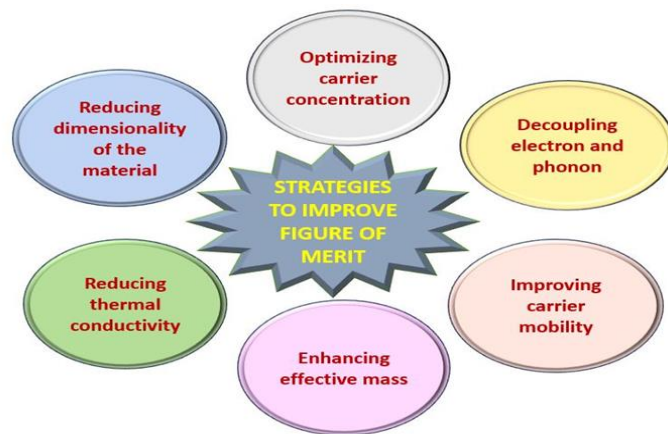 Optimizing
carrier
concentration
Reducing
dimensionality
of the
material
Decoupling
electron and
phonon
STRATEGIES
TO IMPROVE
FIGURE OF
MERIT
Reducing
thermal
conductivity
Improving
carrier
mobility
Enhancing
effective mass